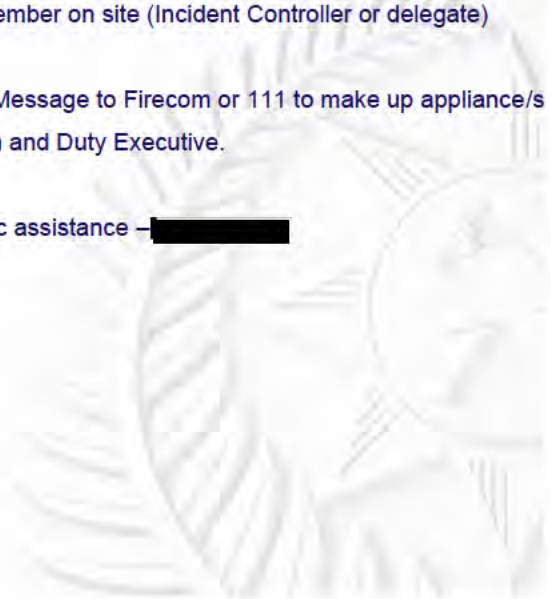 ember on site (Incident Controller or delegate)
Message to Firecom or 111 to make up appliance/s
and Duty Executive.
c assistance –